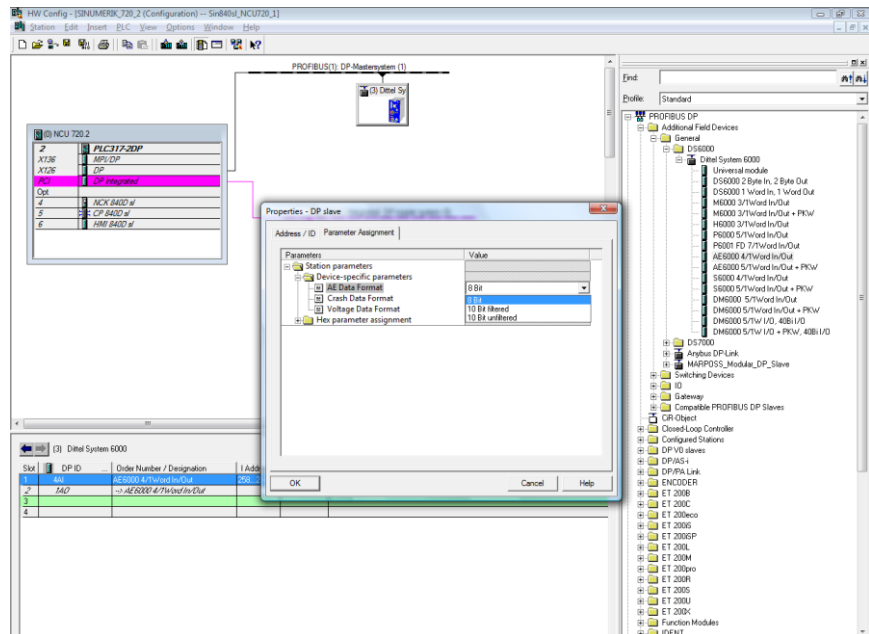 HW Config - [SINUMERIK_720_2 (Configuration) -- Sin840sl_NCU720_1]
Station Edit Insert PLC View Options Window Help
PROFIBUS(1): DP-Mastersystem (1)
(3) Dittel Sy
(0) NCU 720.2
2 PLC317-2DP
X136 MPI/DP
X126 DP
PCI DP integrated
Opt.
4 NCK 840D sl
5 CP 840D sl
6 HMI 840D sl
Properties - DP slave
Address / ID Parameter Assignment
Parameters Value
Station parameters
Device-specific parameters
AE Data Format 8 Bit
Crash Data Format 8 Bit
Voltage Data Format 10 Bit filtered
Hex parameter assignment 10 Bit unfiltered
OK Cancel Help
(3) Dittel System 6000
Slot DP ID ... Order Number / Designation I Addr
1 4AI AE6000 4/1Word In/Out 258...2
2 1AO -> AE6000 4/1Word In/Out
3
4
Find:
Profile: Standard
PROFIBUS DP
Additional Field Devices
General
DS6000
Dittel System 6000
Universal module
DS6000 2 Byte In, 2 Byte Out
DS6000 1 Word In, 1 Word Out
M6000 3/1Word In/Out
M6000 3/1Word In/Out + PKW
H6000 3/1Word In/Out
P6000 5/1Word In/Out
P6001 FD 7/1Word In/Out
AE6000 4/1Word In/Out
AE6000 5/1Word In/Out + PKW
S6000 4/1Word In/Out
S6000 5/1Word In/Out + PKW
DM6000 5/1Word In/Out
DM6000 5/1Word In/Out + PKW
DM6000 5/1W I/O, 40Bi I/O
DM6000 5/1W I/O + PKW, 40Bi I/O
DS7000
Anybus DP-Link
MARPOSS_Modular_DP_Slave
Switching Devices
IO
Gateway
Compatible PROFIBUS DP Slaves
CiR-Object
Closed-Loop Controller
Configured Stations
DP V0 slaves
DP/AS-i
DP/PA Link
ENCODER
ET 200B
ET 200C
ET 200eco
ET 200iS
ET 200iSP
ET 200L
ET 200M
ET 200pro
ET 200R
ET 200S
ET 200U
ET 200X
Function Modules
IDENT